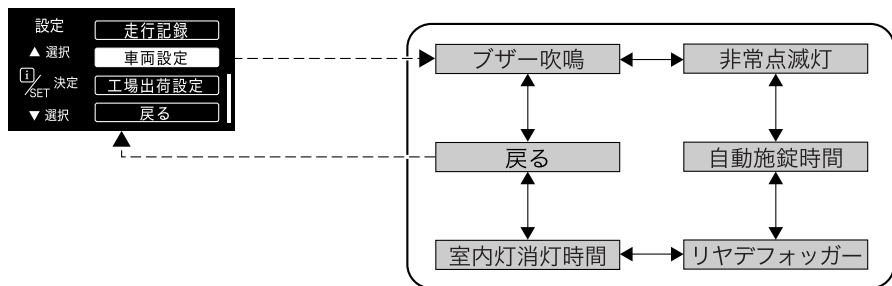 設定
▲ 選択
i/SET 決定
▼ 選択
走行記録
車両設定
工場出荷設定
戻る
ブザー吹鳴
非常点滅灯
戻る
自動施錠時間
室内灯消灯時間
リヤデフォッガー